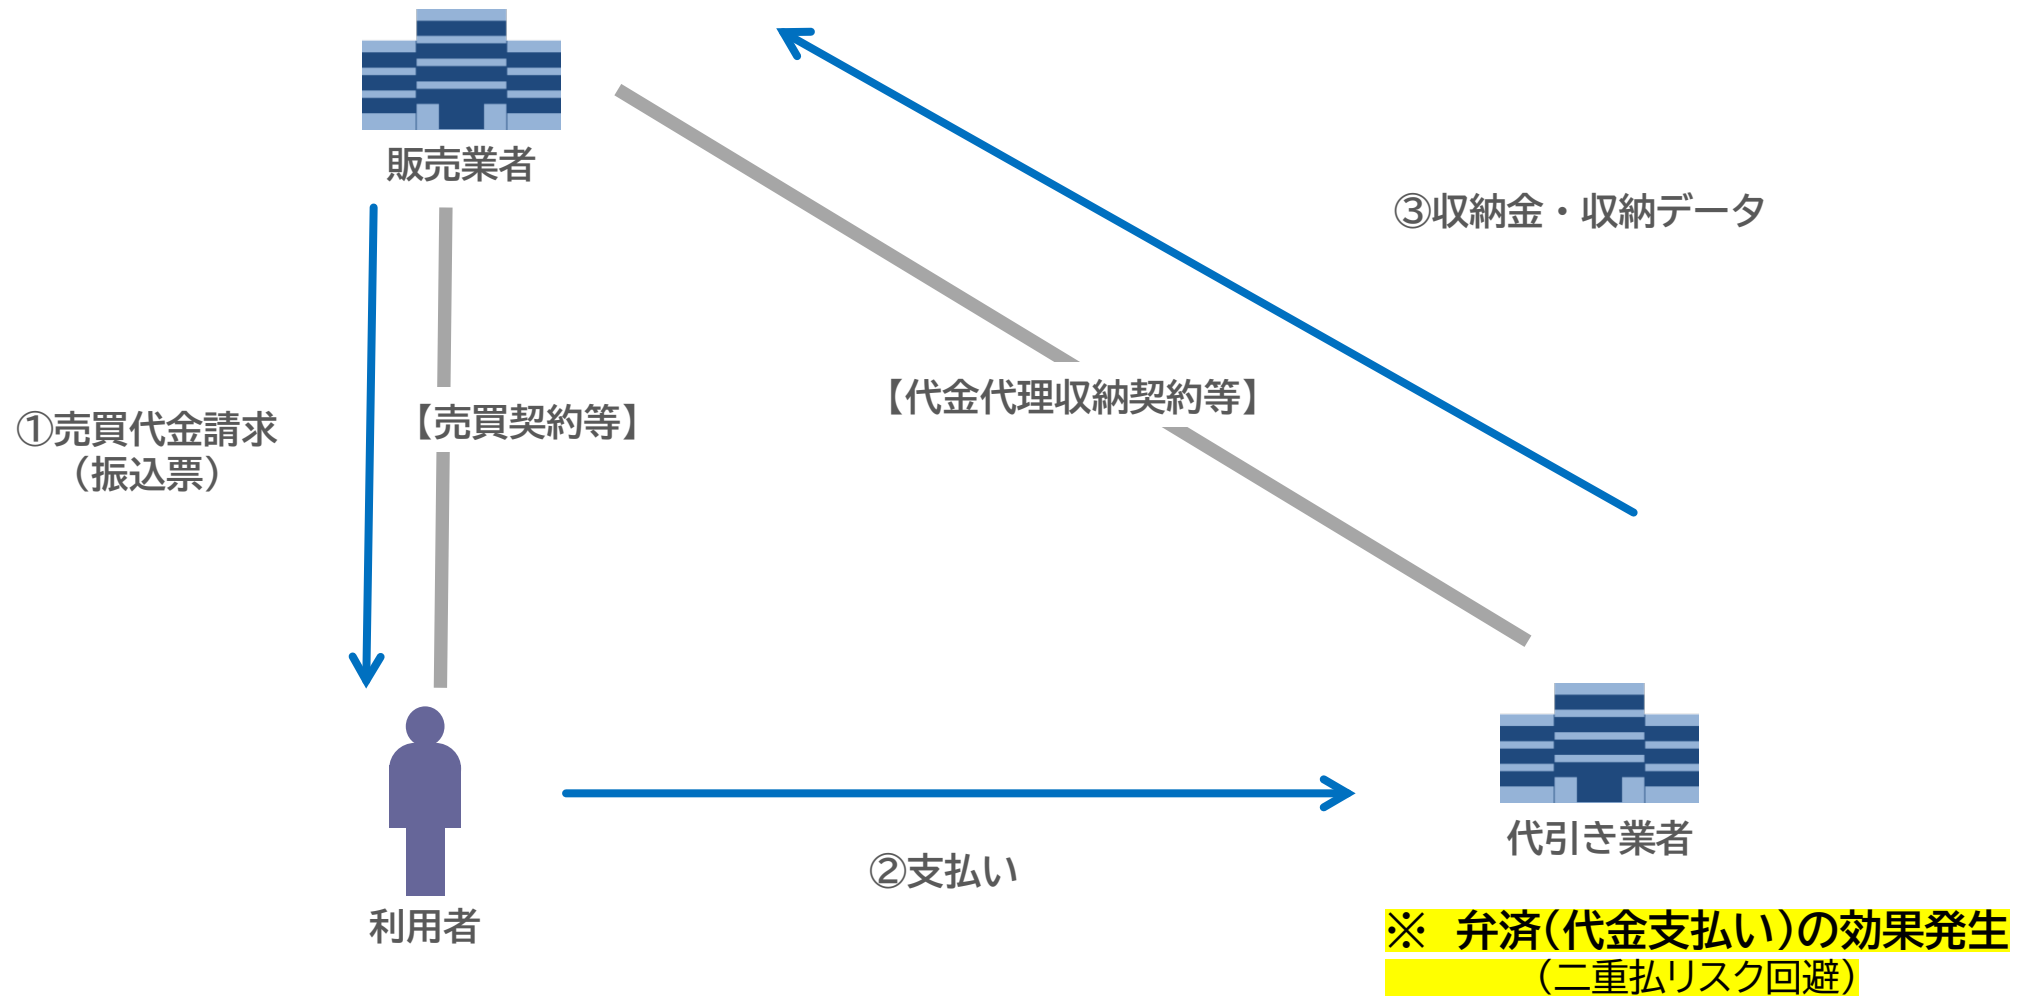 販売業者
③収納金・収納データ
【代金代理収納契約等】
①売買代金請求
（振込票）
【売買契約等】
代引き業者
②支払い
利用者
※　弁済（代金支払い）の効果発生
（二重払リスク回避）